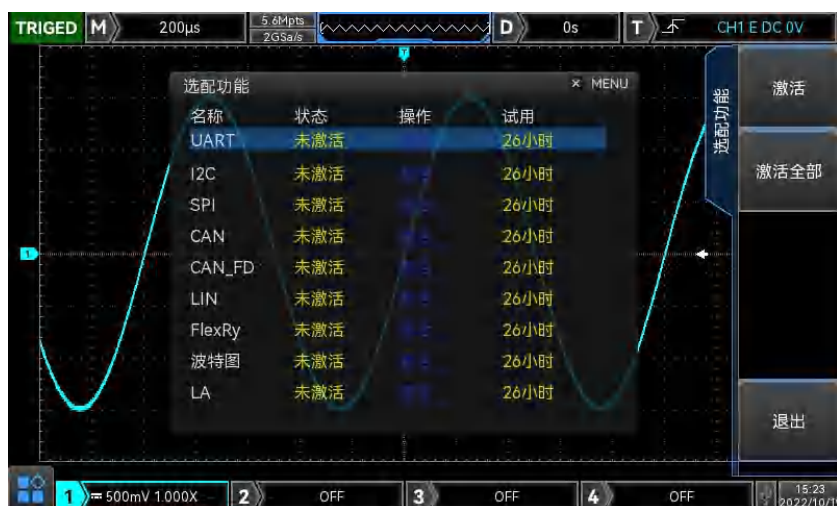 TRIGED M 200μs 5.6Mpts D 0s T CH1 E DC 0V
2GSa/s
T
选配功能 × MENU
名称 状态 操作 试用
UART 未激活 26小时
I2C 未激活 26小时
SPI 未激活 26小时
CAN 未激活 26小时
CAN_FD 未激活 26小时
LIN 未激活 26小时
FlexRy 未激活 26小时
波特图 未激活 26小时
LA 未激活 26小时
1
选配功能
激活
激活全部
退出
1 500mV 1.000X 2 OFF 3 OFF 4 OFF 15:23